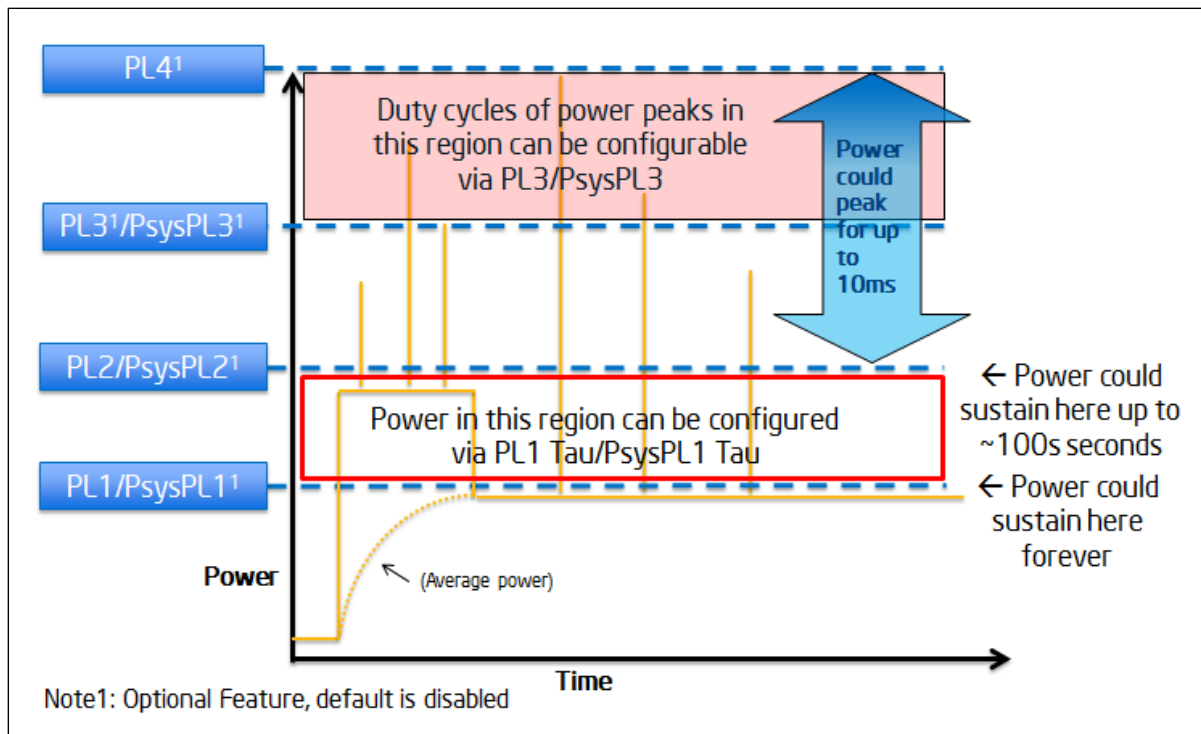 PL4¹
Duty cycles of power peaks in
this region can be configurable
via PL3/PsysPL3
Power
could
peak
for up
to
10ms
PL3¹/PsysPL3¹
PL2/PsysPL2¹
← Power could
sustain here up to
~100s seconds
Power in this region can be configured
via PL1 Tau/PsysPL1 Tau
PL1/PsysPL1¹
← Power could
sustain here
forever
Power
(Average power)
Time
Note1: Optional Feature, default is disabled